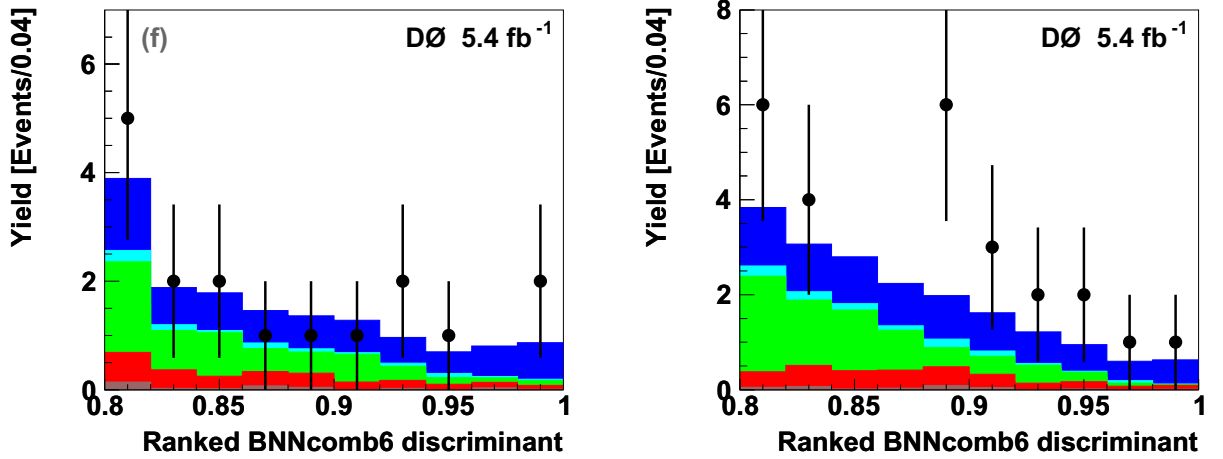 Yield [Events/0.04]
(f)
DØ 5.4 fb-1
6
4
2
0
0.8 0.85 0.9 0.95 1
Ranked BNNcomb6 discriminant
Yield [Events/0.04]
DØ 5.4 fb-1
8
6
4
2
0
0.8 0.85 0.9 0.95 1
Ranked BNNcomb6 discriminant